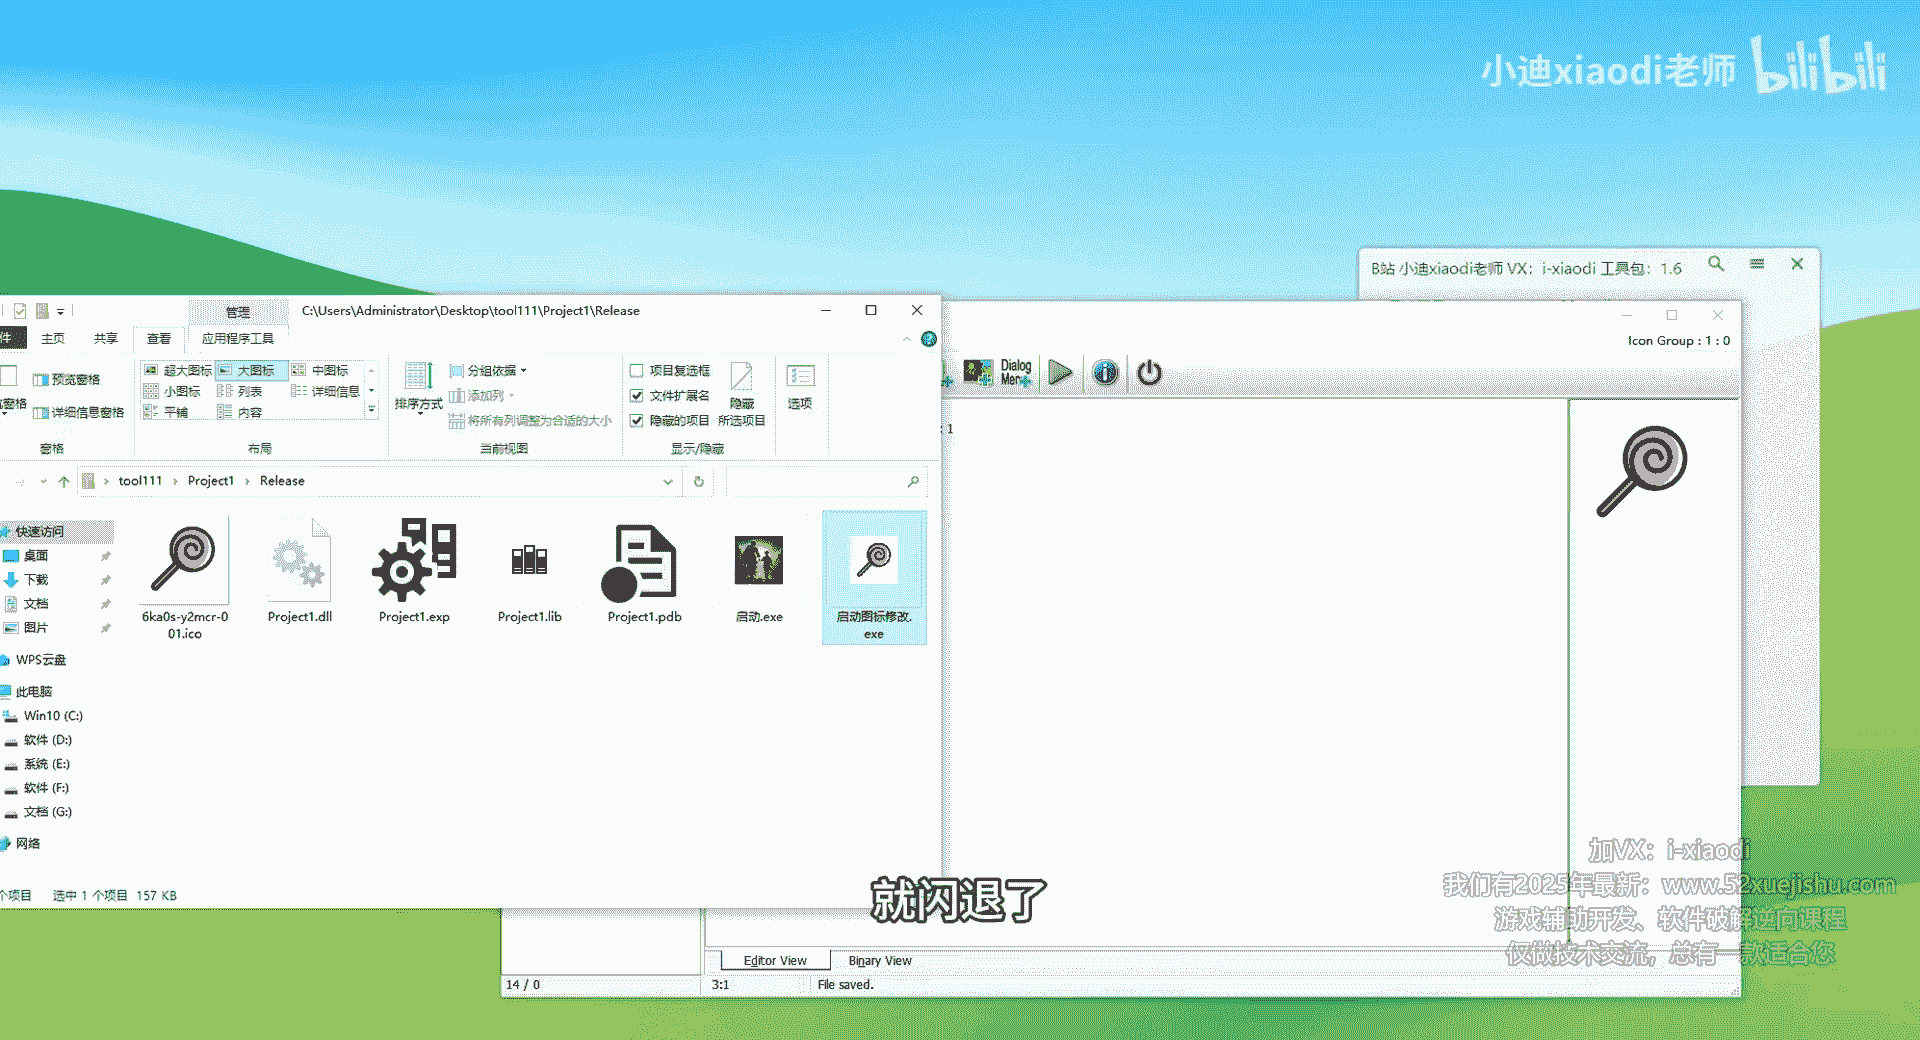 小迪xiaodi老师 bilibili
B站 小迪xiaodi老师 VX：i-xiaodi 工具包：1.6
管理
C:\Users\Administrator\Desktop\tool111\Project1\Release
件
主页
共享
查看
应用程序工具
Icon Group : 1 : 0
预览窗格
详细信息窗格
窗格
超大图标
大图标
中图标
小图标
列表
详细信息
平铺
内容
布局
排序方式
分组依据
添加列
将所有列调整为合适的大小
当前视图
项目复选框
文件扩展名
隐藏的项目
隐藏
所选项目
显示/隐藏
选项
Dialog
Men
: 1
tool111 › Project1 › Release
快速访问
桌面
下载
文档
图片
WPS云盘
此电脑
Win10 (C:)
软件 (D:)
系统 (E:)
软件 (F:)
文档 (G:)
网络
6ka0s-y2mcr-0
01.ico
Project1.dll
Project1.exp
Project1.lib
Project1.pdb
启动.exe
启动图标修改.
exe
个项目 选中 1 个项目 157 KB
就闪退了
加VX：i-xiaodi
我们有2025年最新：www.52xuejishu.com
游戏辅助开发、软件破解逆向课程
仅做技术交流，总有一款适合您
Editor View
Binary View
14 / 0
3:1
File saved.